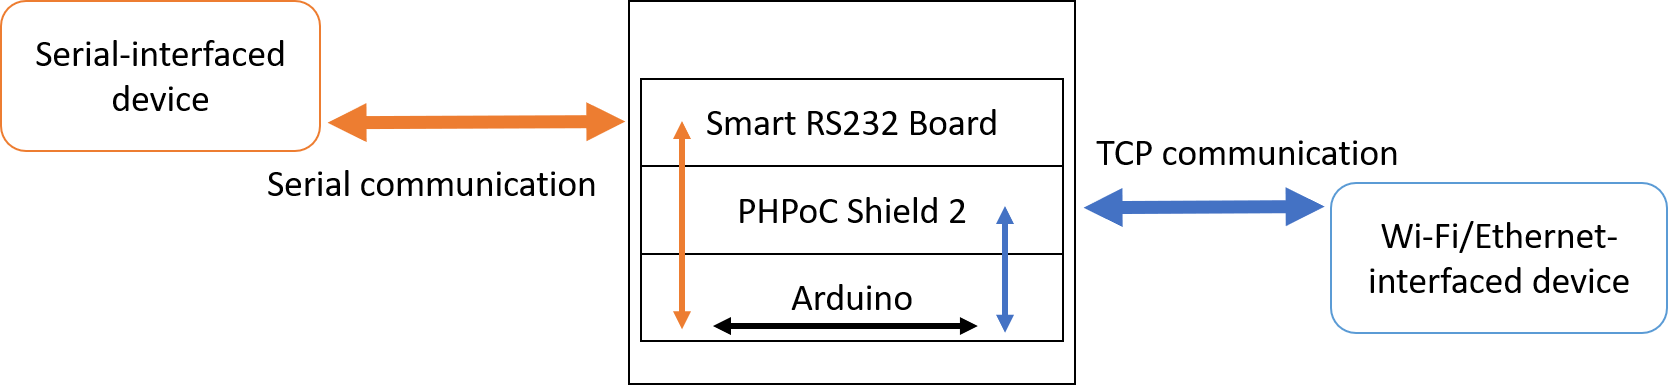 Serial-interfaced
device
Serial communication
Smart RS232 Board
PHPoC Shield 2
Arduino
TCP communication
Wi-Fi/Ethernet-
interfaced device